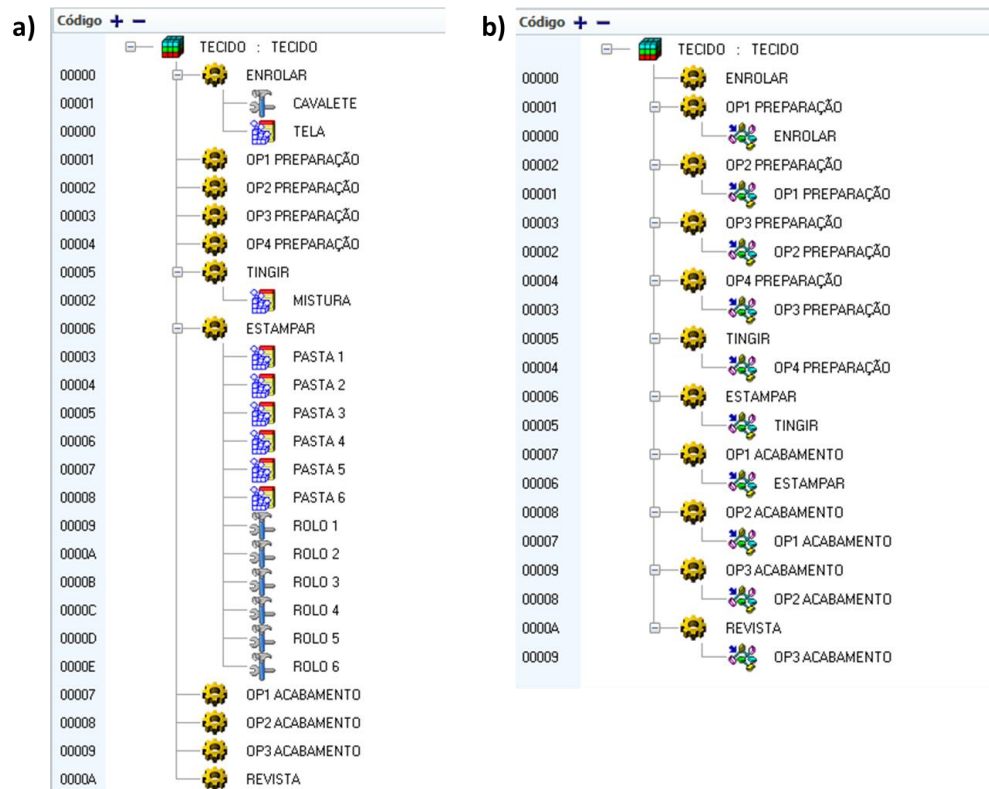 a)
Código + −
TECIDO : TECIDO
00000 ENROLAR
00001 CAVALETE
00000 TELA
00001 OP1 PREPARAÇÃO
00002 OP2 PREPARAÇÃO
00003 OP3 PREPARAÇÃO
00004 OP4 PREPARAÇÃO
00005 TINGIR
00002 MISTURA
00006 ESTAMPAR
00003 PASTA 1
00004 PASTA 2
00005 PASTA 3
00006 PASTA 4
00007 PASTA 5
00008 PASTA 6
00009 ROLO 1
0000A ROLO 2
0000B ROLO 3
0000C ROLO 4
0000D ROLO 5
0000E ROLO 6
00007 OP1 ACABAMENTO
00008 OP2 ACABAMENTO
00009 OP3 ACABAMENTO
0000A REVISTA
b)
Código + −
TECIDO : TECIDO
00000 ENROLAR
00001 OP1 PREPARAÇÃO
00000 ENROLAR
00002 OP2 PREPARAÇÃO
00001 OP1 PREPARAÇÃO
00003 OP3 PREPARAÇÃO
00002 OP2 PREPARAÇÃO
00004 OP4 PREPARAÇÃO
00003 OP3 PREPARAÇÃO
00005 TINGIR
00004 OP4 PREPARAÇÃO
00006 ESTAMPAR
00005 TINGIR
00007 OP1 ACABAMENTO
00006 ESTAMPAR
00008 OP2 ACABAMENTO
00007 OP1 ACABAMENTO
00009 OP3 ACABAMENTO
00008 OP2 ACABAMENTO
0000A REVISTA
00009 OP3 ACABAMENTO